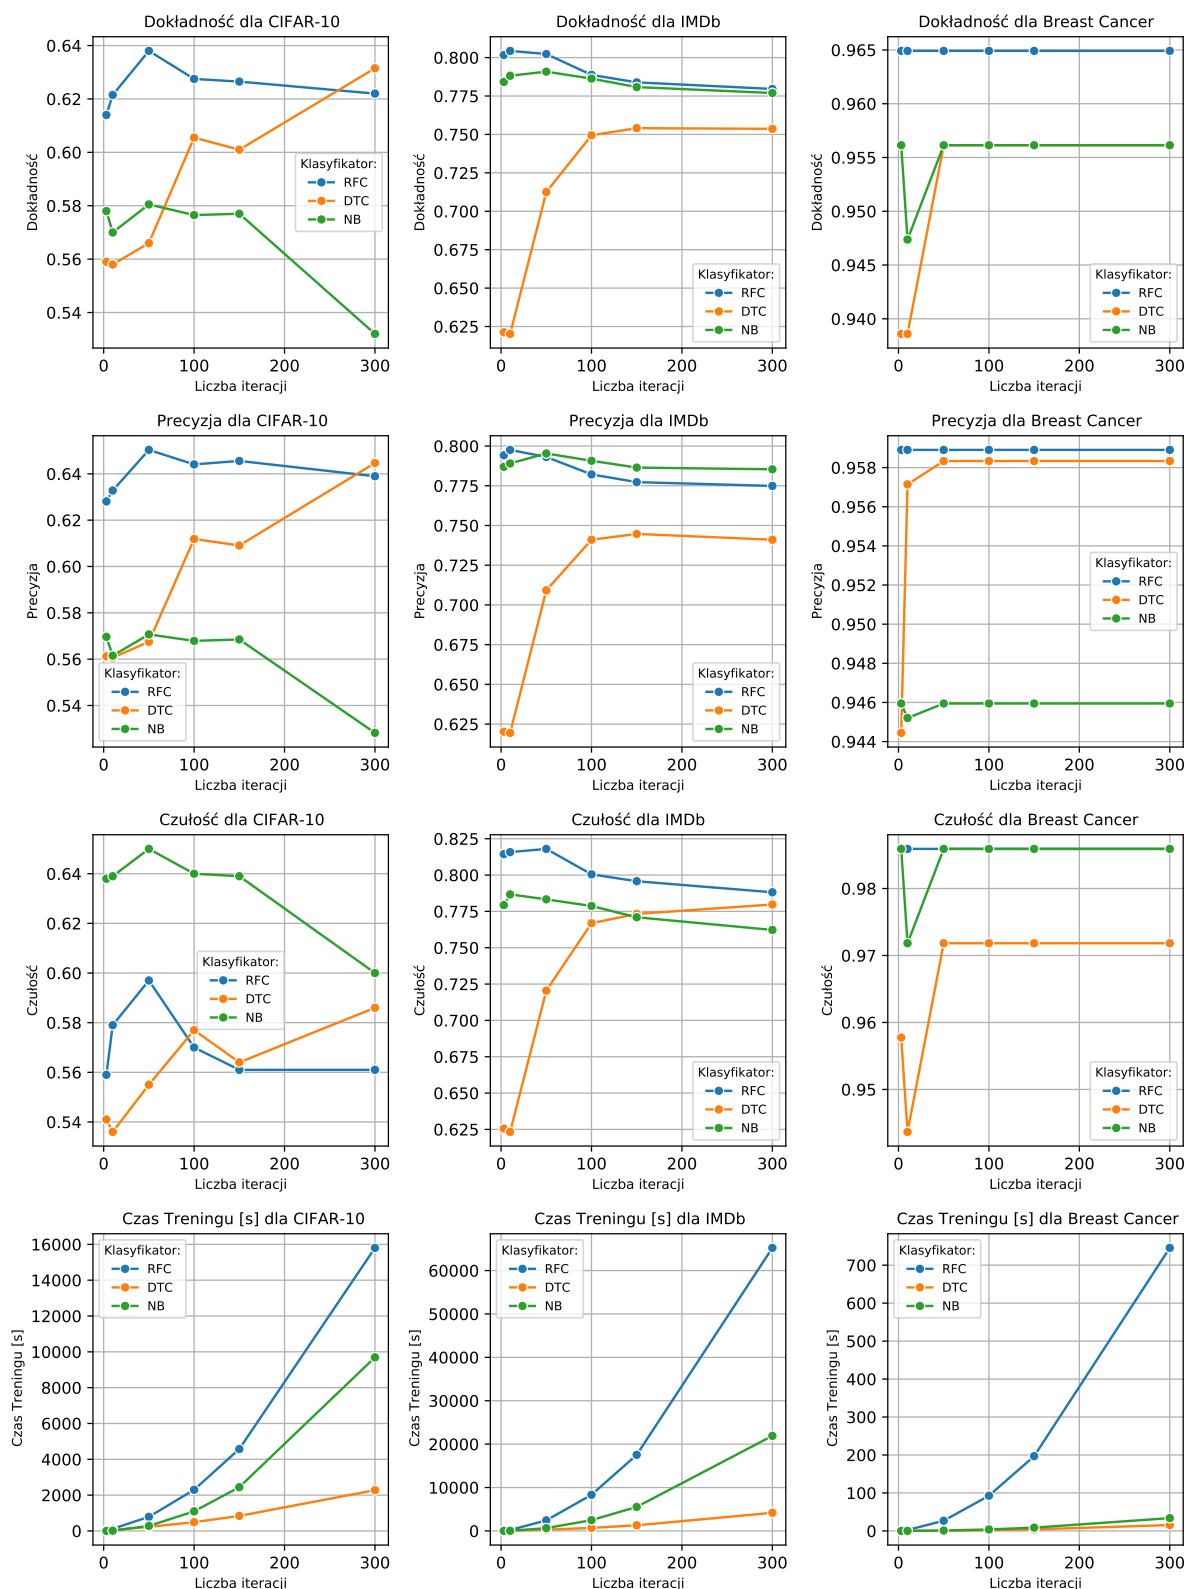 Dokładność dla CIFAR-10
Dokładność
0.64
0.62
0.60
0.58
0.56
0.54
Klasyfikator:
RFC
DTC
NB
0 100 200 300
Liczba iteracji
Dokładność dla IMDb
Dokładność
0.800
0.775
0.750
0.725
0.700
0.675
0.650
0.625
Klasyfikator:
RFC
DTC
NB
0 100 200 300
Liczba iteracji
Dokładność dla Breast Cancer
Dokładność
0.965
0.960
0.955
0.950
0.945
0.940
Klasyfikator:
RFC
DTC
NB
0 100 200 300
Liczba iteracji
Precyzja dla CIFAR-10
Precyzja
0.64
0.62
0.60
0.58
0.56
0.54
Klasyfikator:
RFC
DTC
NB
0 100 200 300
Liczba iteracji
Precyzja dla IMDb
Precyzja
0.800
0.775
0.750
0.725
0.700
0.675
0.650
0.625
Klasyfikator:
RFC
DTC
NB
0 100 200 300
Liczba iteracji
Precyzja dla Breast Cancer
Precyzja
0.958
0.956
0.954
0.952
0.950
0.948
0.946
0.944
Klasyfikator:
RFC
DTC
NB
0 100 200 300
Liczba iteracji
Czułość dla CIFAR-10
Czułość
0.64
0.62
0.60
0.58
0.56
0.54
Klasyfikator:
RFC
DTC
NB
0 100 200 300
Liczba iteracji
Czułość dla IMDb
Czułość
0.825
0.800
0.775
0.750
0.725
0.700
0.675
0.650
0.625
Klasyfikator:
RFC
DTC
NB
0 100 200 300
Liczba iteracji
Czułość dla Breast Cancer
Czułość
0.98
0.97
0.96
0.95
Klasyfikator:
RFC
DTC
NB
0 100 200 300
Liczba iteracji
Czas Treningu [s] dla CIFAR-10
Czas Treningu [s]
16000
14000
12000
10000
8000
6000
4000
2000
0
Klasyfikator:
RFC
DTC
NB
0 100 200 300
Liczba iteracji
Czas Treningu [s] dla IMDb
Czas Treningu [s]
60000
50000
40000
30000
20000
10000
0
Klasyfikator:
RFC
DTC
NB
0 100 200 300
Liczba iteracji
Czas Treningu [s] dla Breast Cancer
Czas Treningu [s]
700
600
500
400
300
200
100
0
Klasyfikator:
RFC
DTC
NB
0 100 200 300
Liczba iteracji